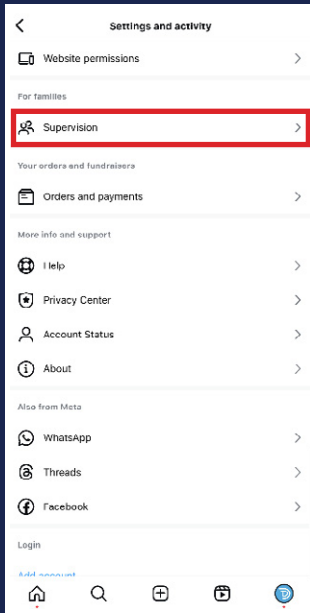 Settings and activity
Website permissions
For families
Supervision
Your orders and fundraisers
Orders and payments
More info and support
Help
Privacy Center
Account Status
About
Also from Meta
WhatsApp
Threads
Facebook
Login
Add account